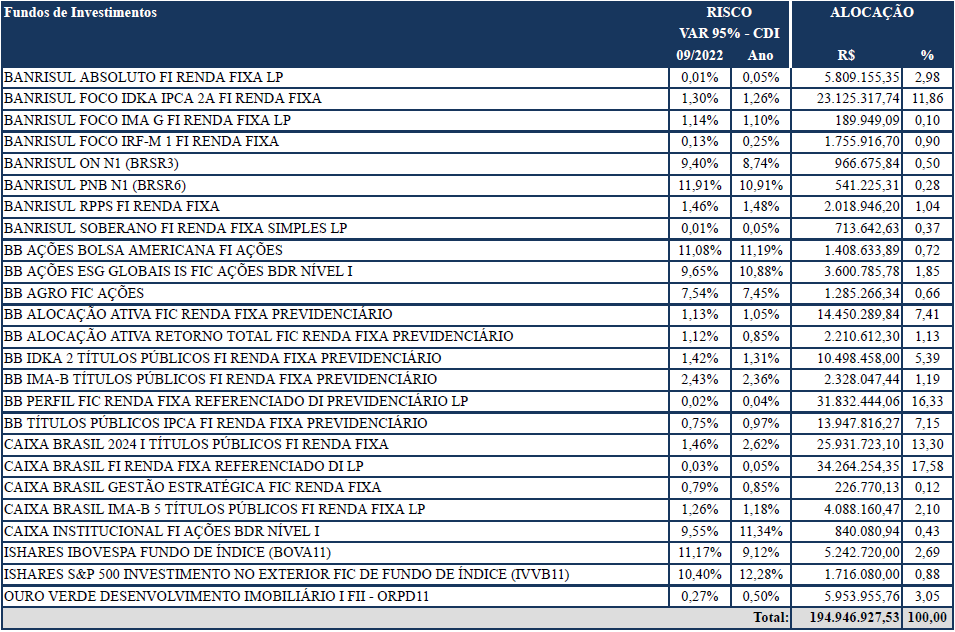 Fundos de Investimentos RISCO ALOCAÇÃO
VAR 95% - CDI
09/2022 Ano R$ %
BANRISUL ABSOLUTO FI RENDA FIXA LP 0,01% 0,05% 5.809.155,35 2,98
BANRISUL FOCO IDKA IPCA 2A FI RENDA FIXA 1,30% 1,26% 23.125.317,74 11,86
BANRISUL FOCO IMA G FI RENDA FIXA LP 1,14% 1,10% 189.949,09 0,10
BANRISUL FOCO IRF-M 1 FI RENDA FIXA 0,13% 0,25% 1.755.916,70 0,90
BANRISUL ON N1 (BRSR3) 9,40% 8,74% 966.675,84 0,50
BANRISUL PNB N1 (BRSR6) 11,91% 10,91% 541.225,31 0,28
BANRISUL RPPS FI RENDA FIXA 1,46% 1,48% 2.018.946,20 1,04
BANRISUL SOBERANO FI RENDA FIXA SIMPLES LP 0,01% 0,05% 713.642,63 0,37
BB AÇÕES BOLSA AMERICANA FI AÇÕES 11,08% 11,19% 1.408.633,89 0,72
BB AÇÕES ESG GLOBAIS IS FIC AÇÕES BDR NÍVEL I 9,65% 10,88% 3.600.785,78 1,85
BB AGRO FIC AÇÕES 7,54% 7,45% 1.285.266,34 0,66
BB ALOCAÇÃO ATIVA FIC RENDA FIXA PREVIDENCIÁRIO 1,13% 1,05% 14.450.289,84 7,41
BB ALOCAÇÃO ATIVA RETORNO TOTAL FIC RENDA FIXA PREVIDENCIÁRIO 1,12% 0,85% 2.210.612,30 1,13
BB IDKA 2 TÍTULOS PÚBLICOS FI RENDA FIXA PREVIDENCIÁRIO 1,42% 1,31% 10.498.458,00 5,39
BB IMA-B TÍTULOS PÚBLICOS FI RENDA FIXA PREVIDENCIÁRIO 2,43% 2,36% 2.328.047,44 1,19
BB PERFIL FIC RENDA FIXA REFERENCIADO DI PREVIDENCIÁRIO LP 0,02% 0,04% 31.832.444,06 16,33
BB TÍTULOS PÚBLICOS IPCA FI RENDA FIXA PREVIDENCIÁRIO 0,75% 0,97% 13.947.816,27 7,15
CAIXA BRASIL 2024 I TÍTULOS PÚBLICOS FI RENDA FIXA 1,46% 2,62% 25.931.723,10 13,30
CAIXA BRASIL FI RENDA FIXA REFERENCIADO DI LP 0,03% 0,05% 34.264.254,35 17,58
CAIXA BRASIL GESTÃO ESTRATÉGICA FIC RENDA FIXA 0,79% 0,85% 226.770,13 0,12
CAIXA BRASIL IMA-B 5 TÍTULOS PÚBLICOS FI RENDA FIXA LP 1,26% 1,18% 4.088.160,47 2,10
CAIXA INSTITUCIONAL FI AÇÕES BDR NÍVEL I 9,55% 11,34% 840.080,94 0,43
ISHARES IBOVESPA FUNDO DE ÍNDICE (BOVA11) 11,17% 9,12% 5.242.720,00 2,69
ISHARES S&P 500 INVESTIMENTO NO EXTERIOR FIC DE FUNDO DE ÍNDICE (IVVB11) 10,40% 12,28% 1.716.080,00 0,88
OURO VERDE DESENVOLVIMENTO IMOBILIÁRIO I FII - ORPD11 0,27% 0,50% 5.953.955,76 3,05
Total: 194.946.927,53 100,00